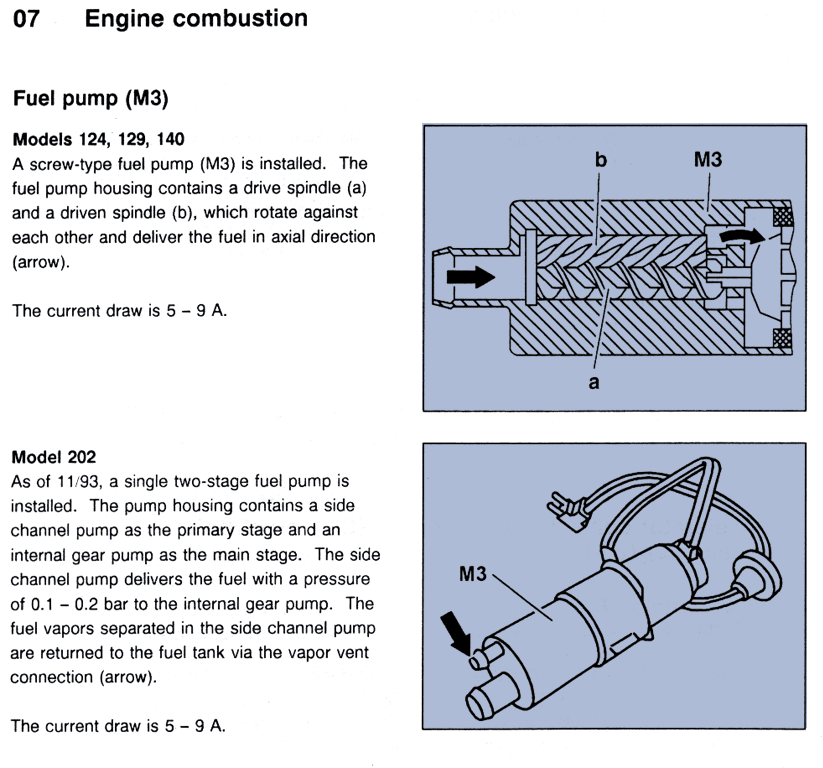 07 Engine combustion
Fuel pump (M3)
Models 124, 129, 140
A screw-type fuel pump (M3) is installed. The
fuel pump housing contains a drive spindle (a)
and a driven spindle (b), which rotate against
each other and deliver the fuel in axial direction
(arrow).
The current draw is 5 – 9 A.
b M3
a
Model 202
As of 11/93, a single two-stage fuel pump is
installed. The pump housing contains a side
channel pump as the primary stage and an
internal gear pump as the main stage. The side
channel pump delivers the fuel with a pressure
of 0.1 – 0.2 bar to the internal gear pump. The
fuel vapors separated in the side channel pump
are returned to the fuel tank via the vapor vent
connection (arrow).
The current draw is 5 – 9 A.
M3